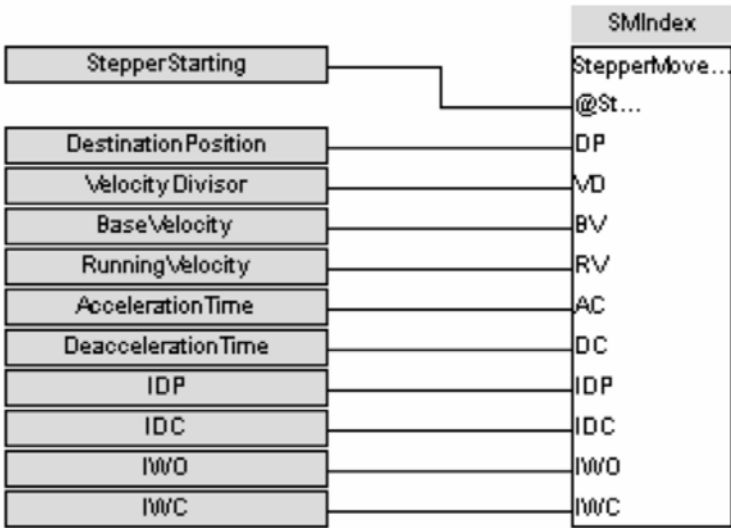 SMIndex
StepperStarting StepperMove...
@St...
DestinationPosition DP
VelocityDivisor VD
BaseVelocity BV
RunningVelocity RV
AccelerationTime AC
DeaccelerationTime DC
IDP IDP
IDC IDC
IWO IWO
IWC IWC